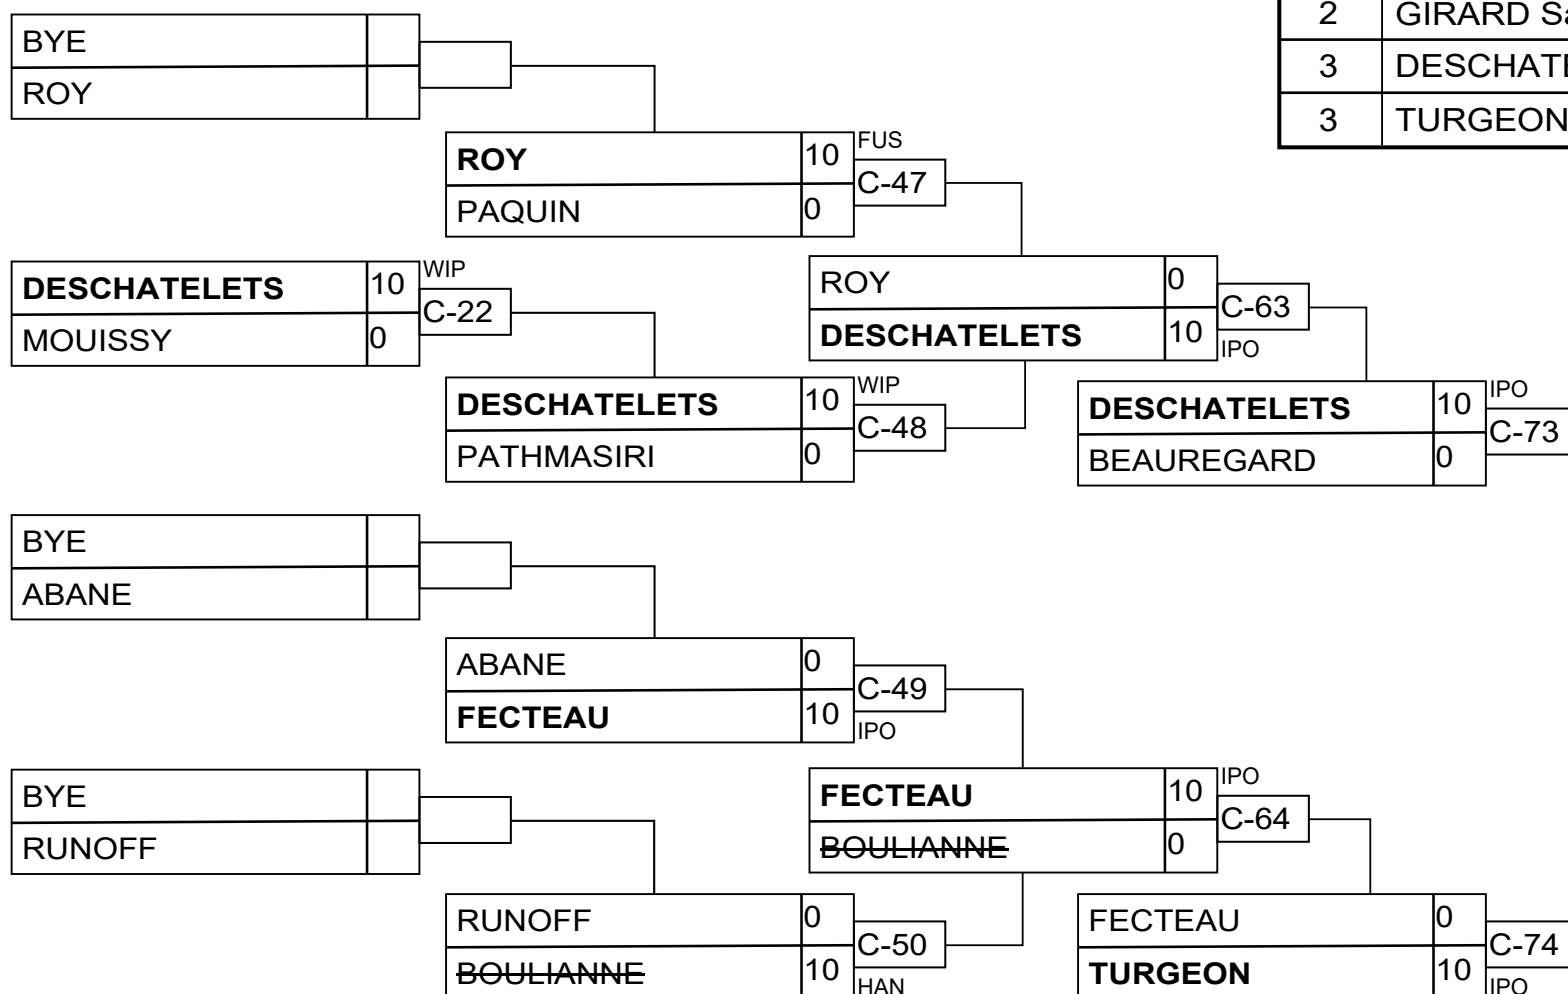 2 GIRARD
3
3 TURGEON
BYE
ROY
ROY 10 FUS
C-47
PAQUIN 0
DESCHATELETS 10 WIP
C-22
MOUISSY 0
ROY 0
C-63
DESCHATELETS 10 IPO
DESCHATELETS 10 WIP
C-48
PATHMASIRI 0
DESCHATELETS 10 IPO
C-73
BEAUREGARD 0
BYE
ABANE
ABANE 0
C-49
FECTEAU 10 IPO
BYE
RUNOFF
FECTEAU 10 IPO
C-64
BOULIANNE 0
RUNOFF 0
C-50
BOULIANNE 10 HAN
FECTEAU 0
C-74
TURGEON 10 IPO